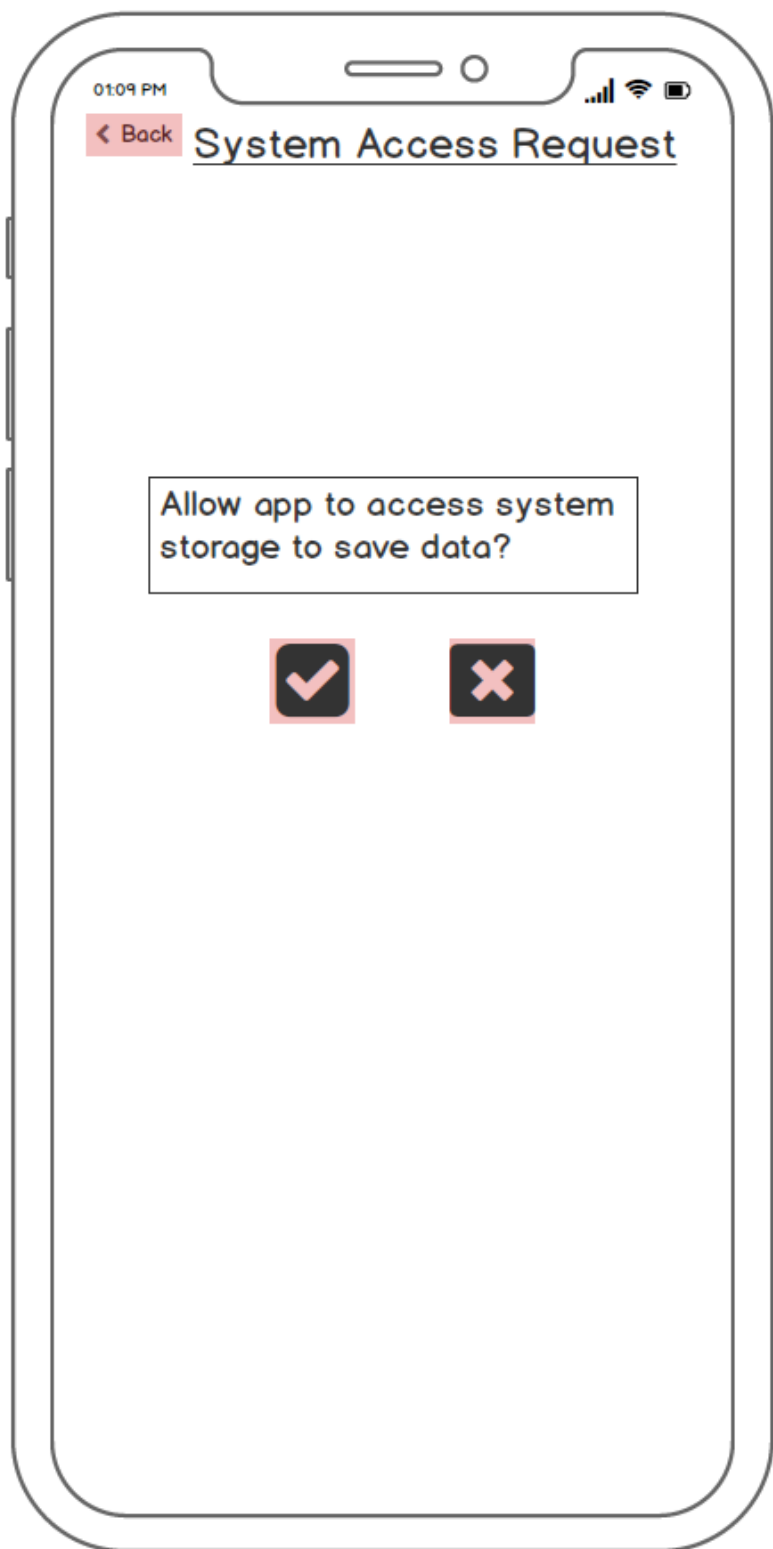 01:09 PM
Back
System Access Request
Allow app to access system
storage to save data?